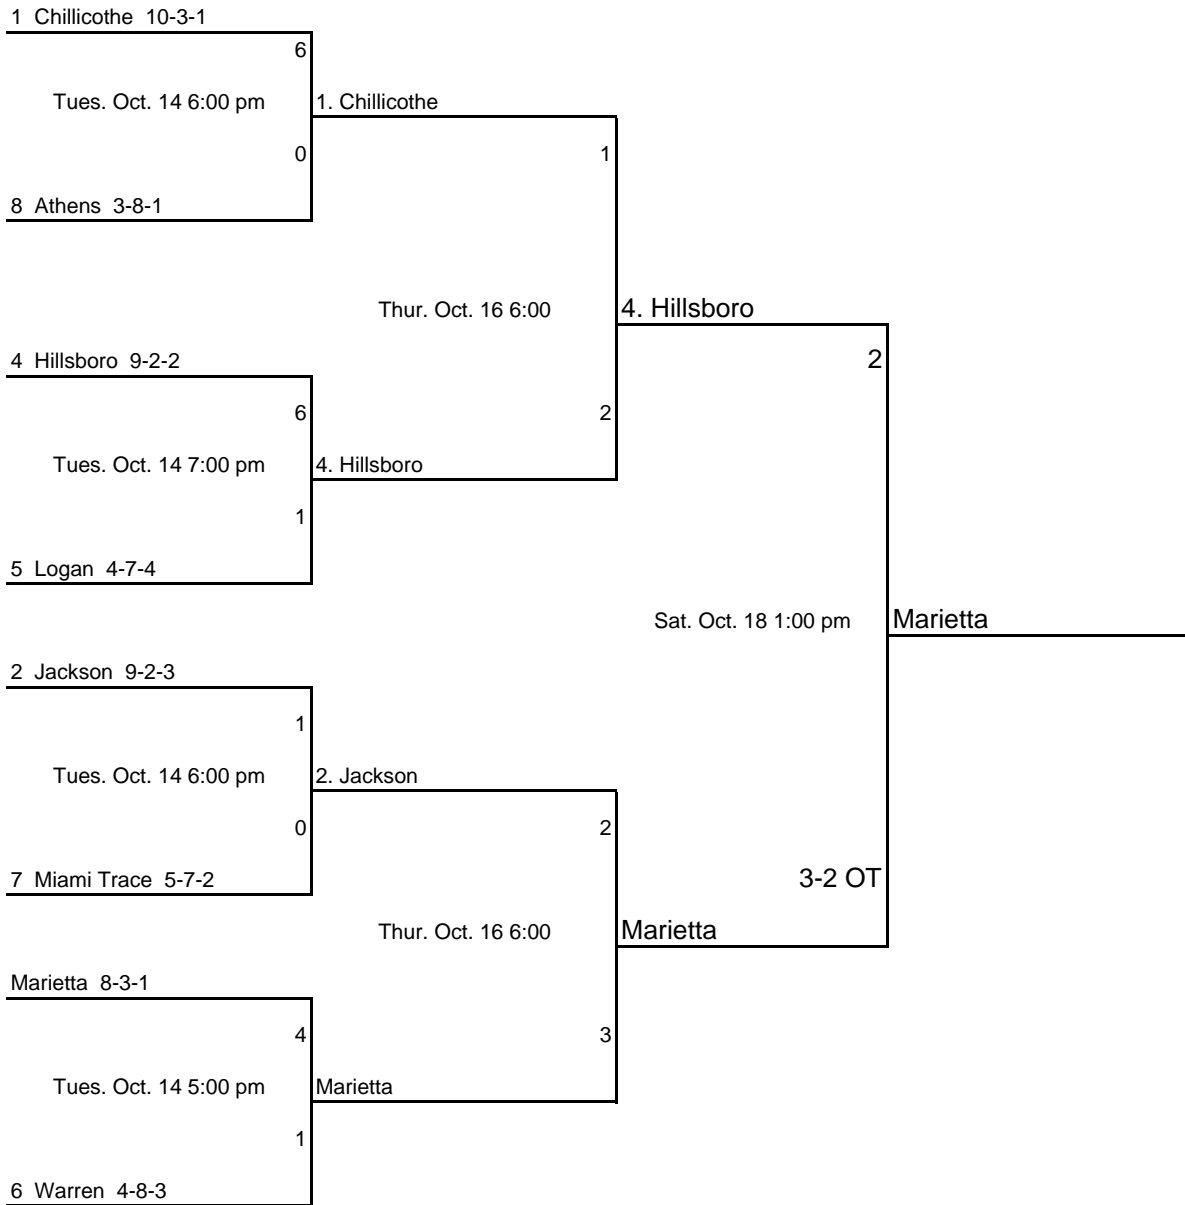 1 Chillicothe 10-3-1
6
Tues. Oct. 14 6:00 pm
1. Chillicothe
0
1
8 Athens 3-8-1
Thur. Oct. 16 6:00
4. Hillsboro
4 Hillsboro 9-2-2
2
6
2
Tues. Oct. 14 7:00 pm
4. Hillsboro
1
5 Logan 4-7-4
Sat. Oct. 18 1:00 pm
Marietta
2 Jackson 9-2-3
1
Tues. Oct. 14 6:00 pm
2. Jackson
0
2
7 Miami Trace 5-7-2
3-2 OT
Thur. Oct. 16 6:00
Marietta
Marietta 8-3-1
4
3
Tues. Oct. 14 5:00 pm
Marietta
1
6 Warren 4-8-3